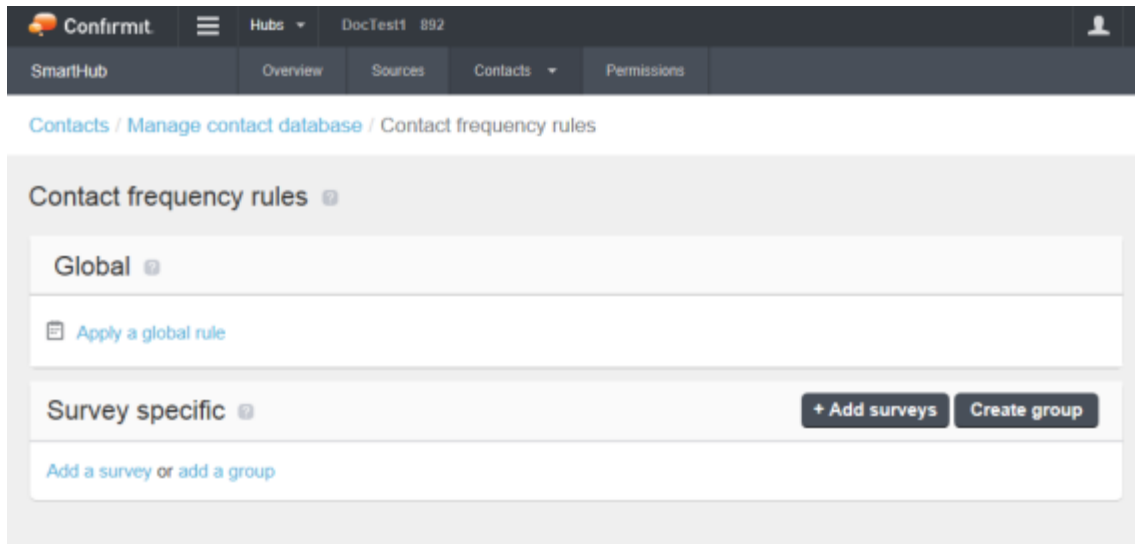 Confirmit. Hubs DocTest1 892
SmartHub Overview Sources Contacts Permissions
Contacts / Manage contact database / Contact frequency rules
Contact frequency rules ?
Global ?
Apply a global rule
Survey specific ? + Add surveys Create group
Add a survey or add a group